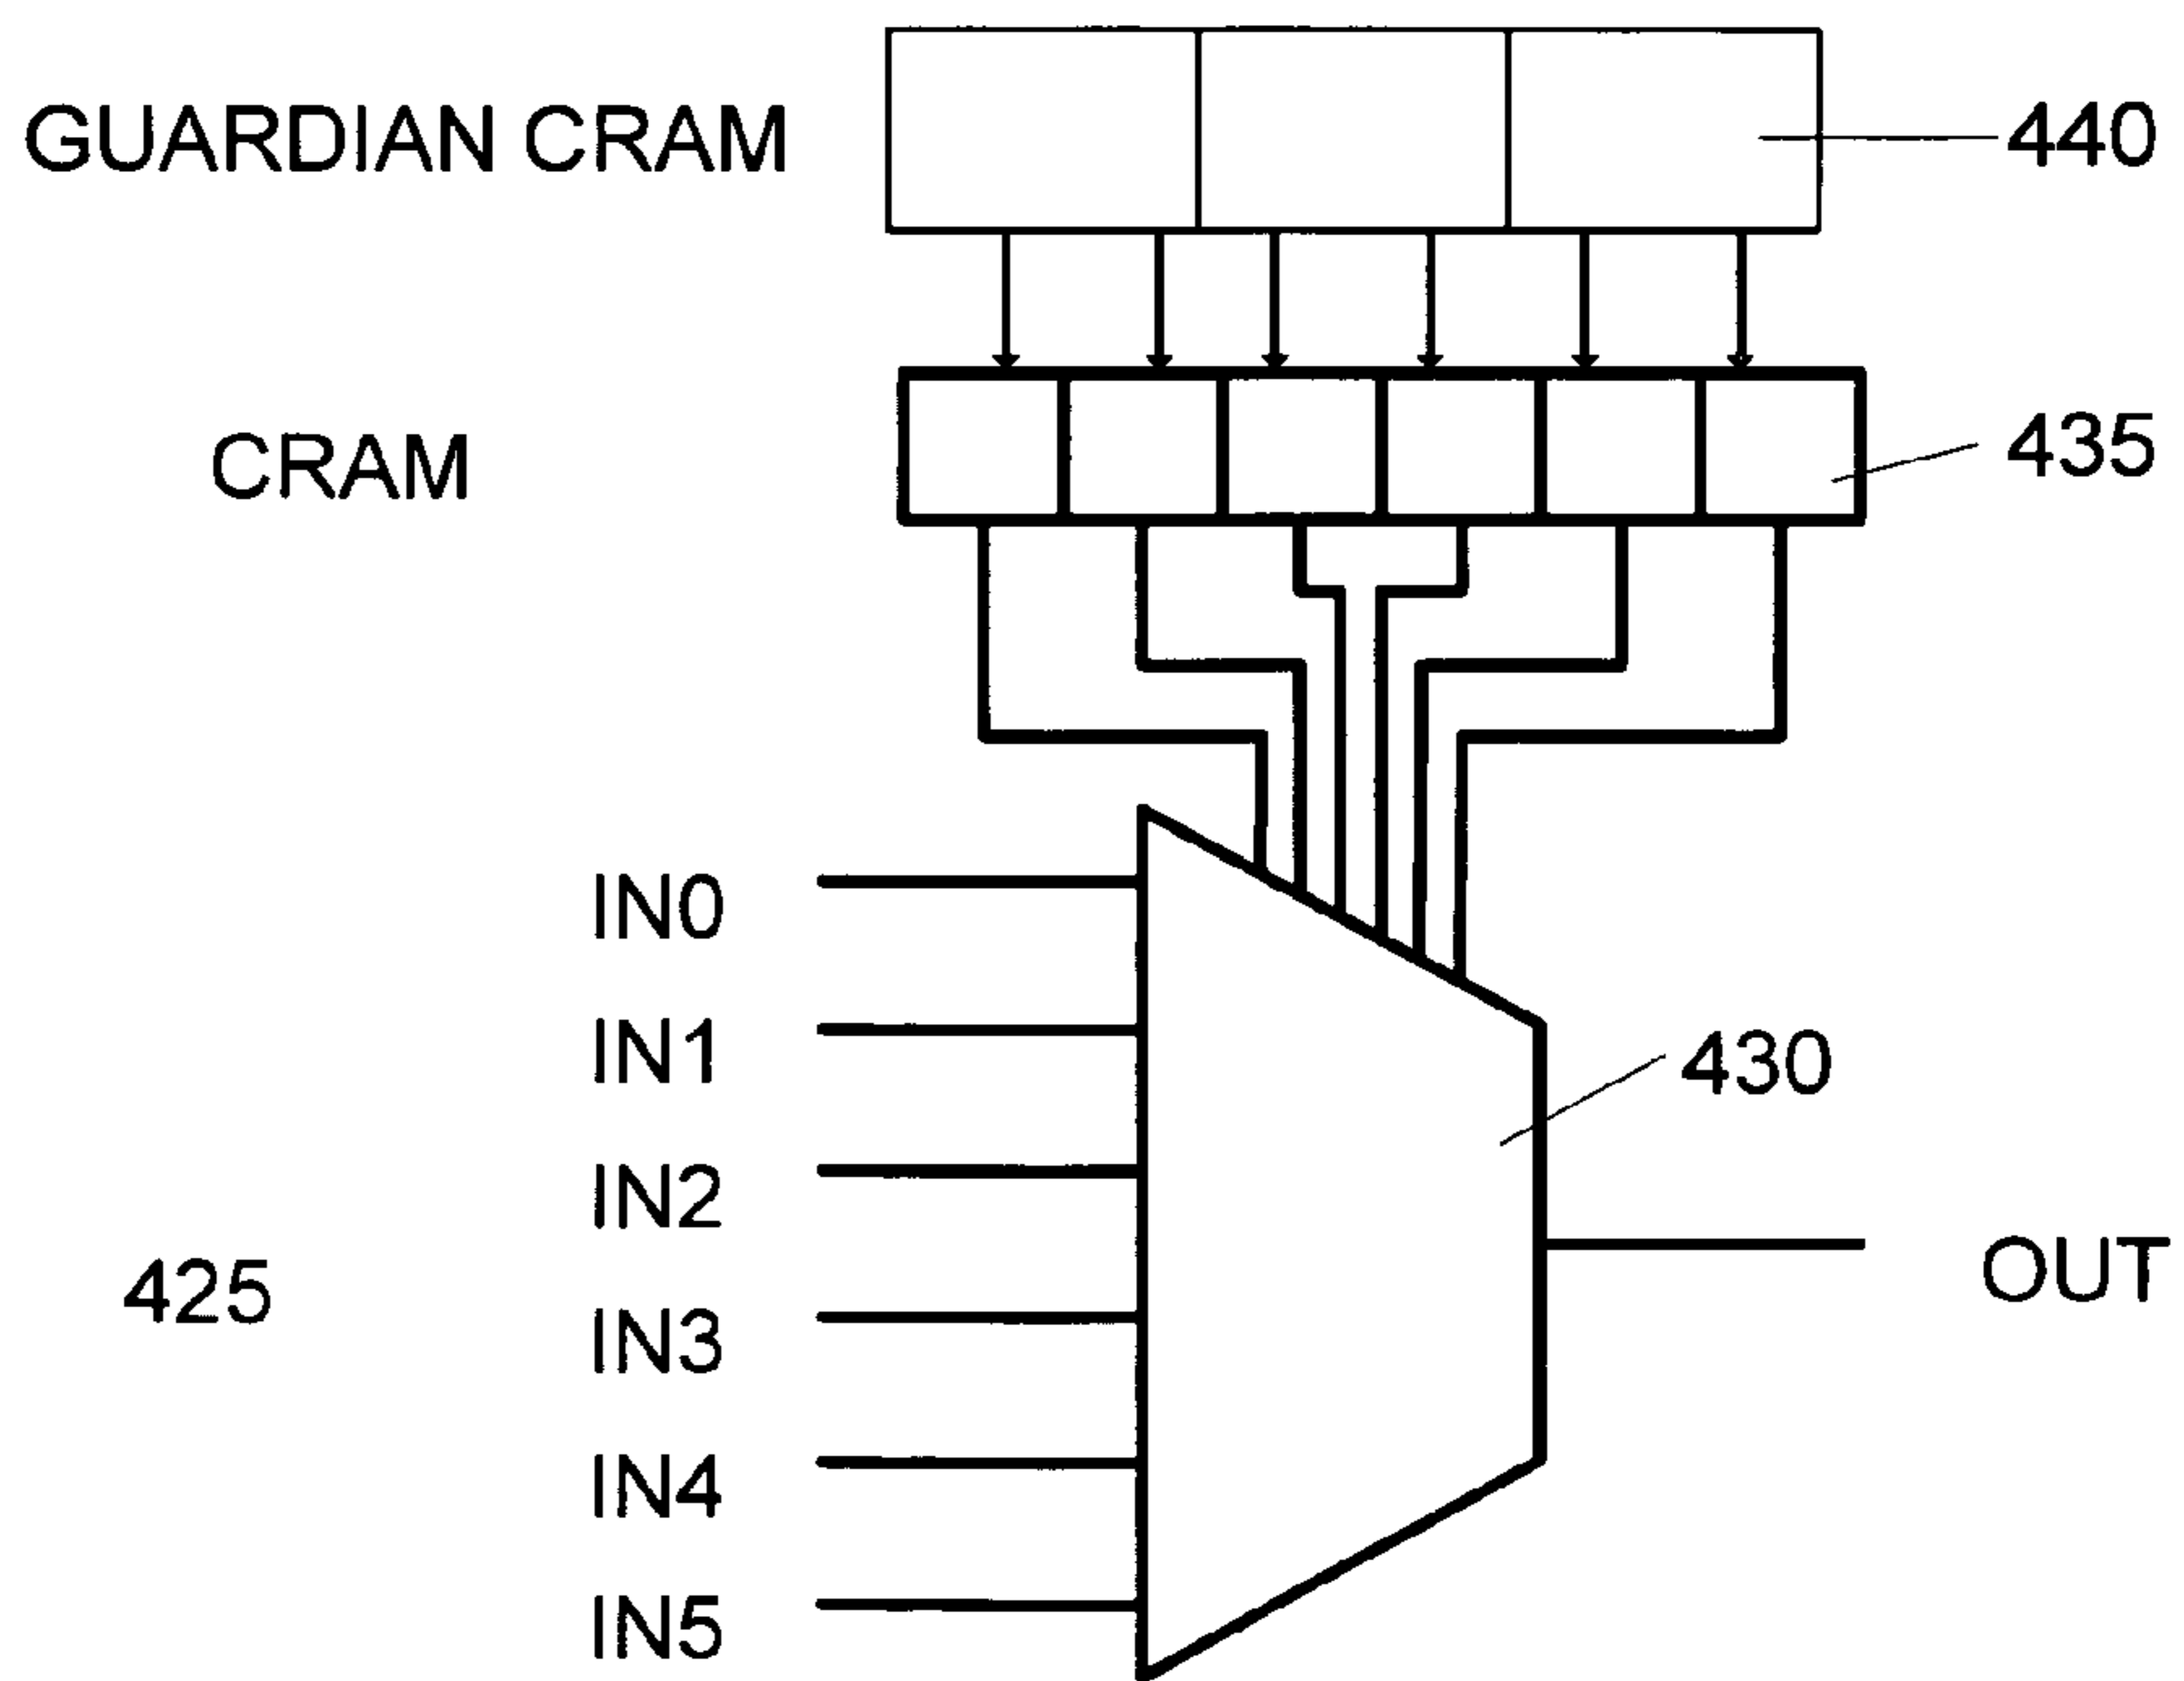 GUARDIAN CRAM
440
CRAM
435
IN0
IN1
430
IN2
425
OUT
IN3
IN4
IN5